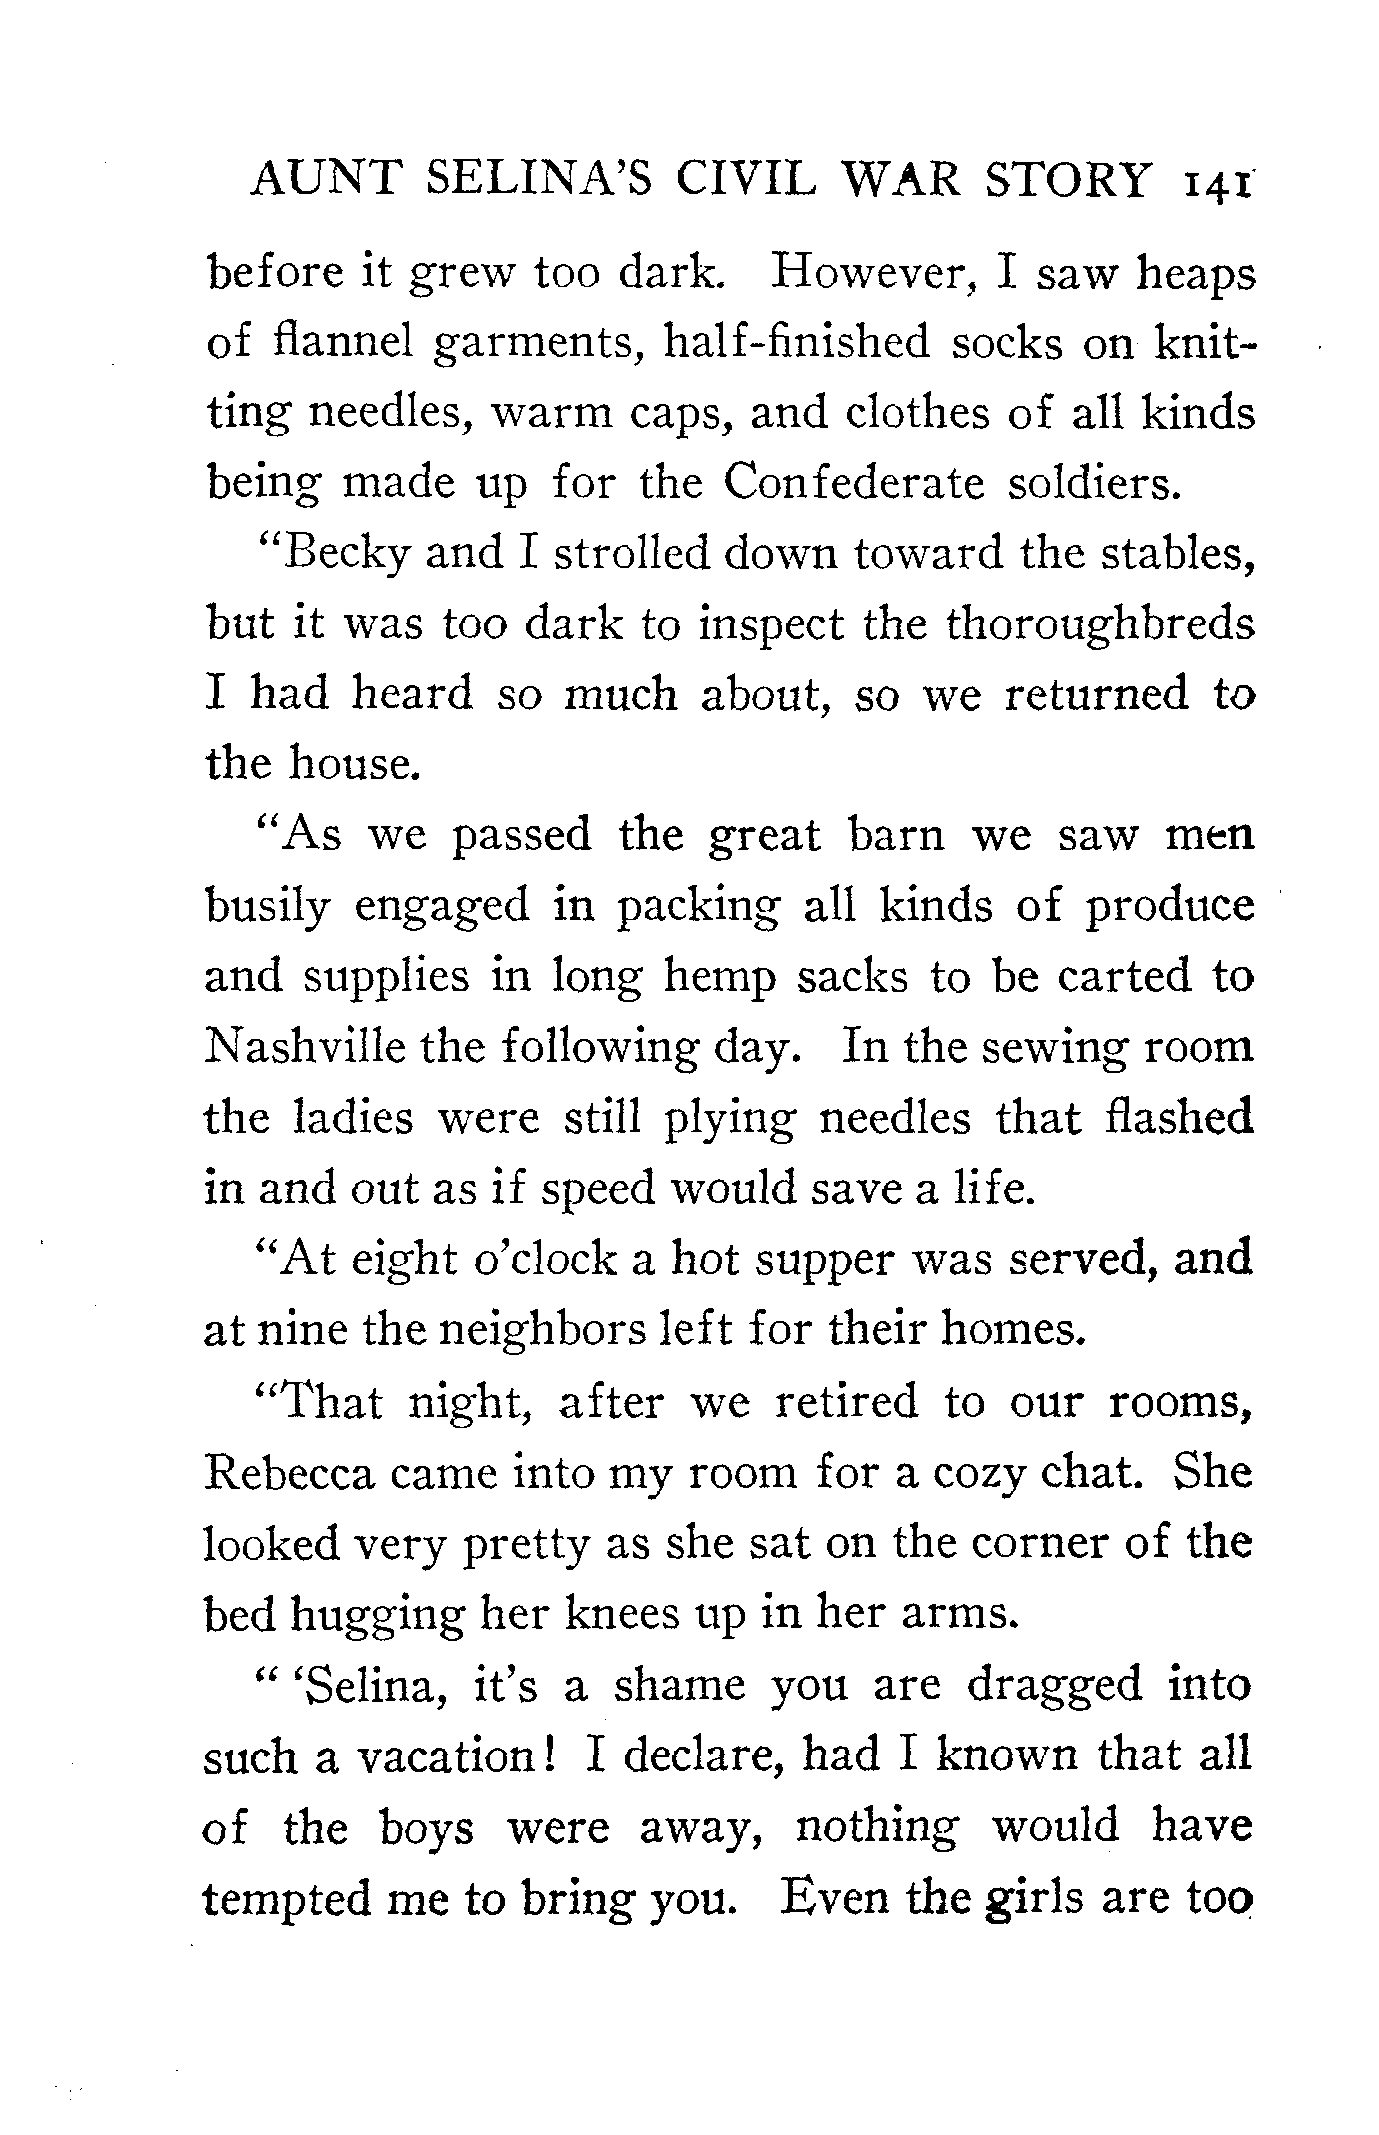 AUNT SELINA'S CIVIL WAR STORY 141
before it grew too dark. However, I saw heaps
of flannel garments, half-finished socks on knit-
ting needles, warm caps, and clothes of all kinds
being made up for the Confederate soldiers.
"Becky and I strolled down toward the stables,
but it was too dark to inspect the thoroughbreds
I had heard so much about, so we returned to
the house.
"As we passed the great barn we saw men
busily engaged in packing all kinds of produce
and supplies in long hemp sacks to be carted to
Nashville the following day. In the sewing room
the ladies were still plying needles that flashed
in and out as if speed would save a life.
"At eight o'clock a hot supper was served, and
at nine the neighbors left for their homes.
"That night, after we retired to our rooms,
Rebecca came into my room for a cozy chat. She
looked very pretty as she sat on the corner of the
bed hugging her knees up in her arms.
" 'Selina, it's a shame you are dragged into
such a vacation! I declare, had I known that all
of the boys were away, nothing would have
tempted me to bring you. Even the girls are too